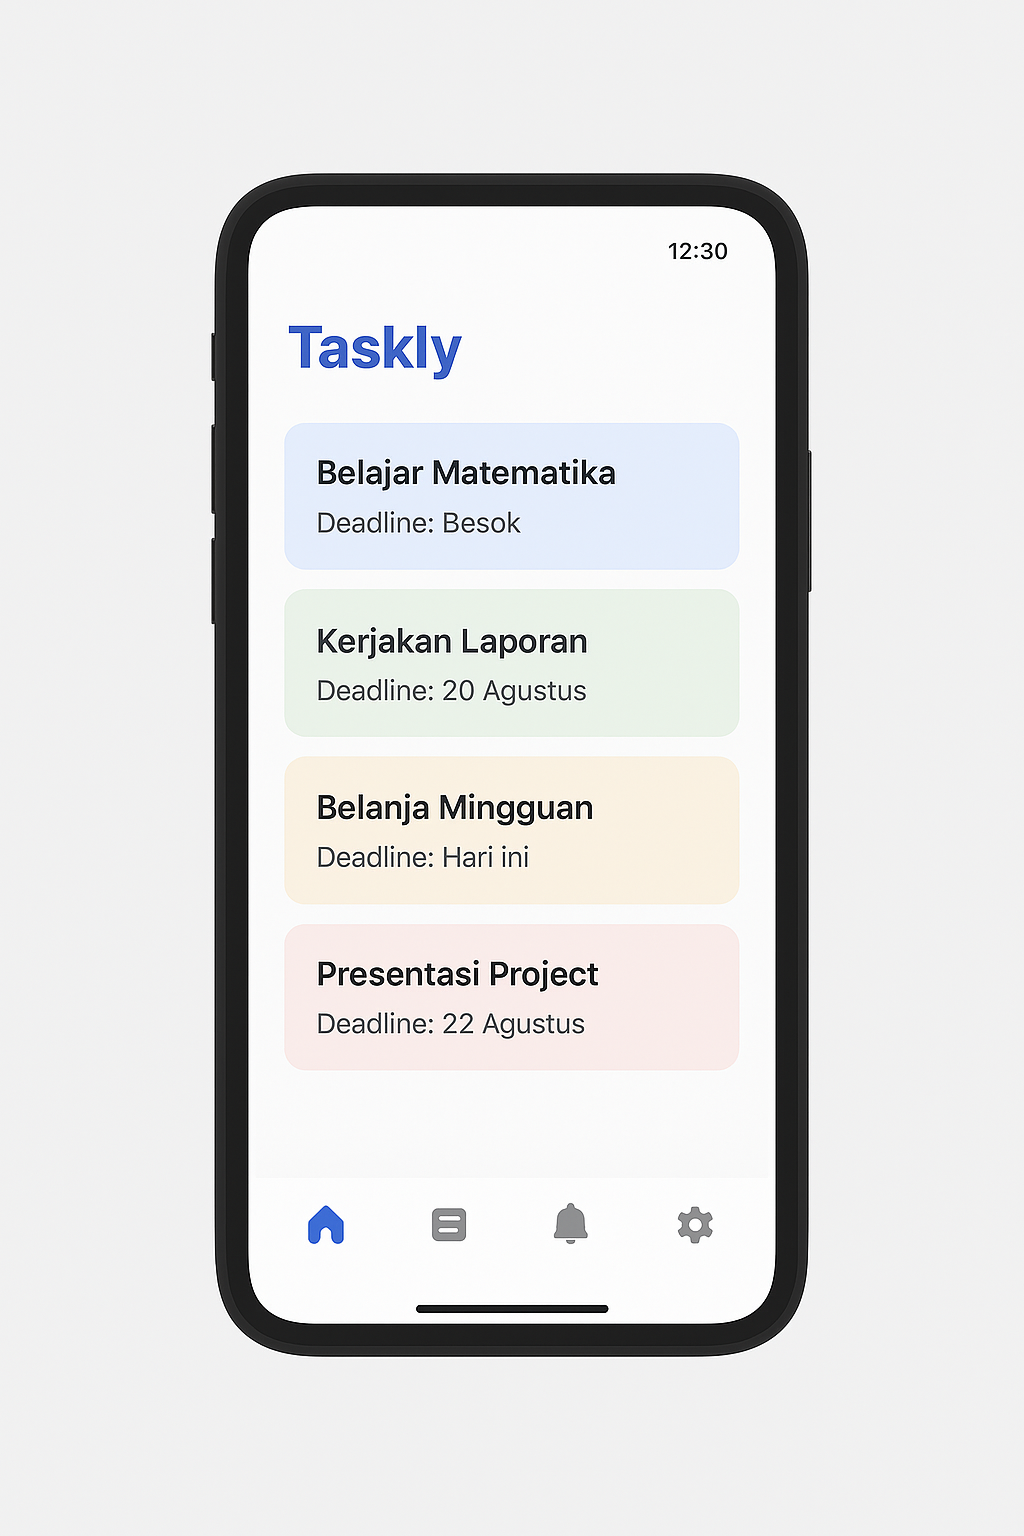 12:30
Taskly
Belajar Matematika
Deadline: Besok
Kerjakan Laporan
Deadline: 20 Agustus
Belanja Mingguan
Deadline: Hari ini
Presentasi Project
Deadline: 22 Agustus